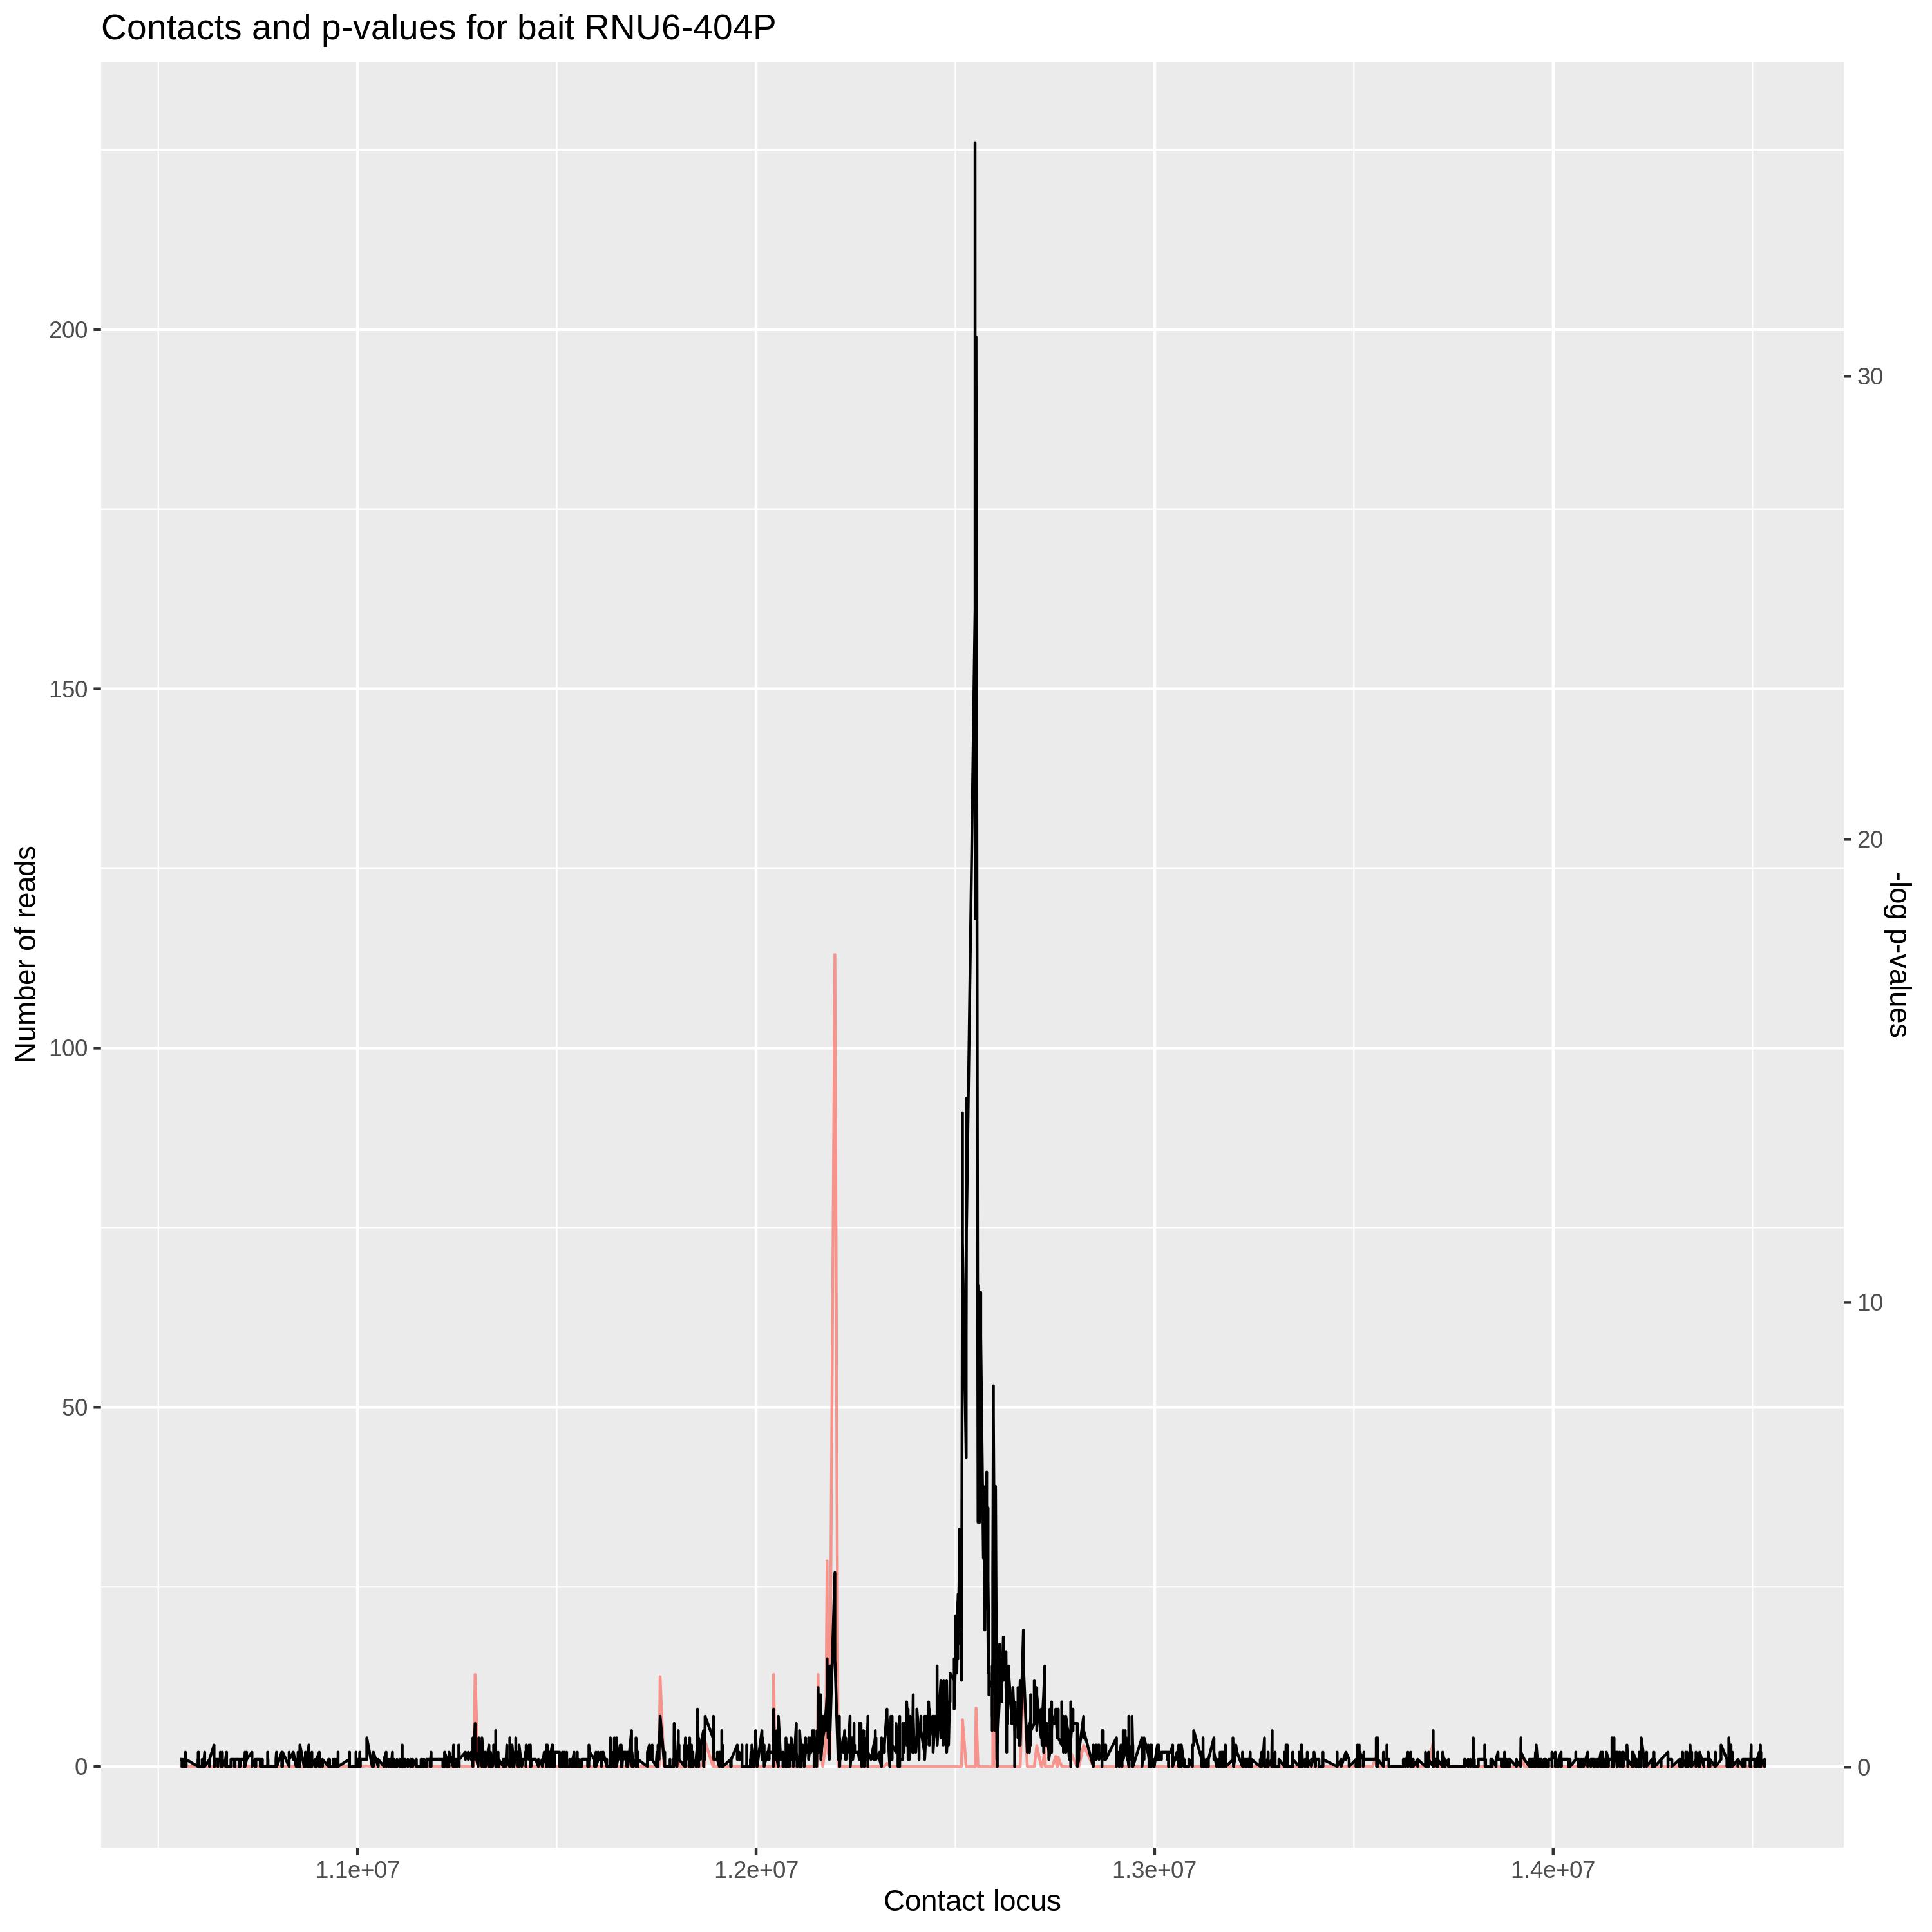 Contacts and p-values for bait RNU6-404P
Number of reads
200
150
100
50
0
30
20
10
0
-log p-values
1.1e+07 1.2e+07 1.3e+07 1.4e+07
Contact locus